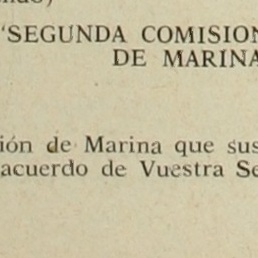 "SEGUNDA COMISION
DE MARINA
ión de Marina que sus
acuerdo de Vuestra Se